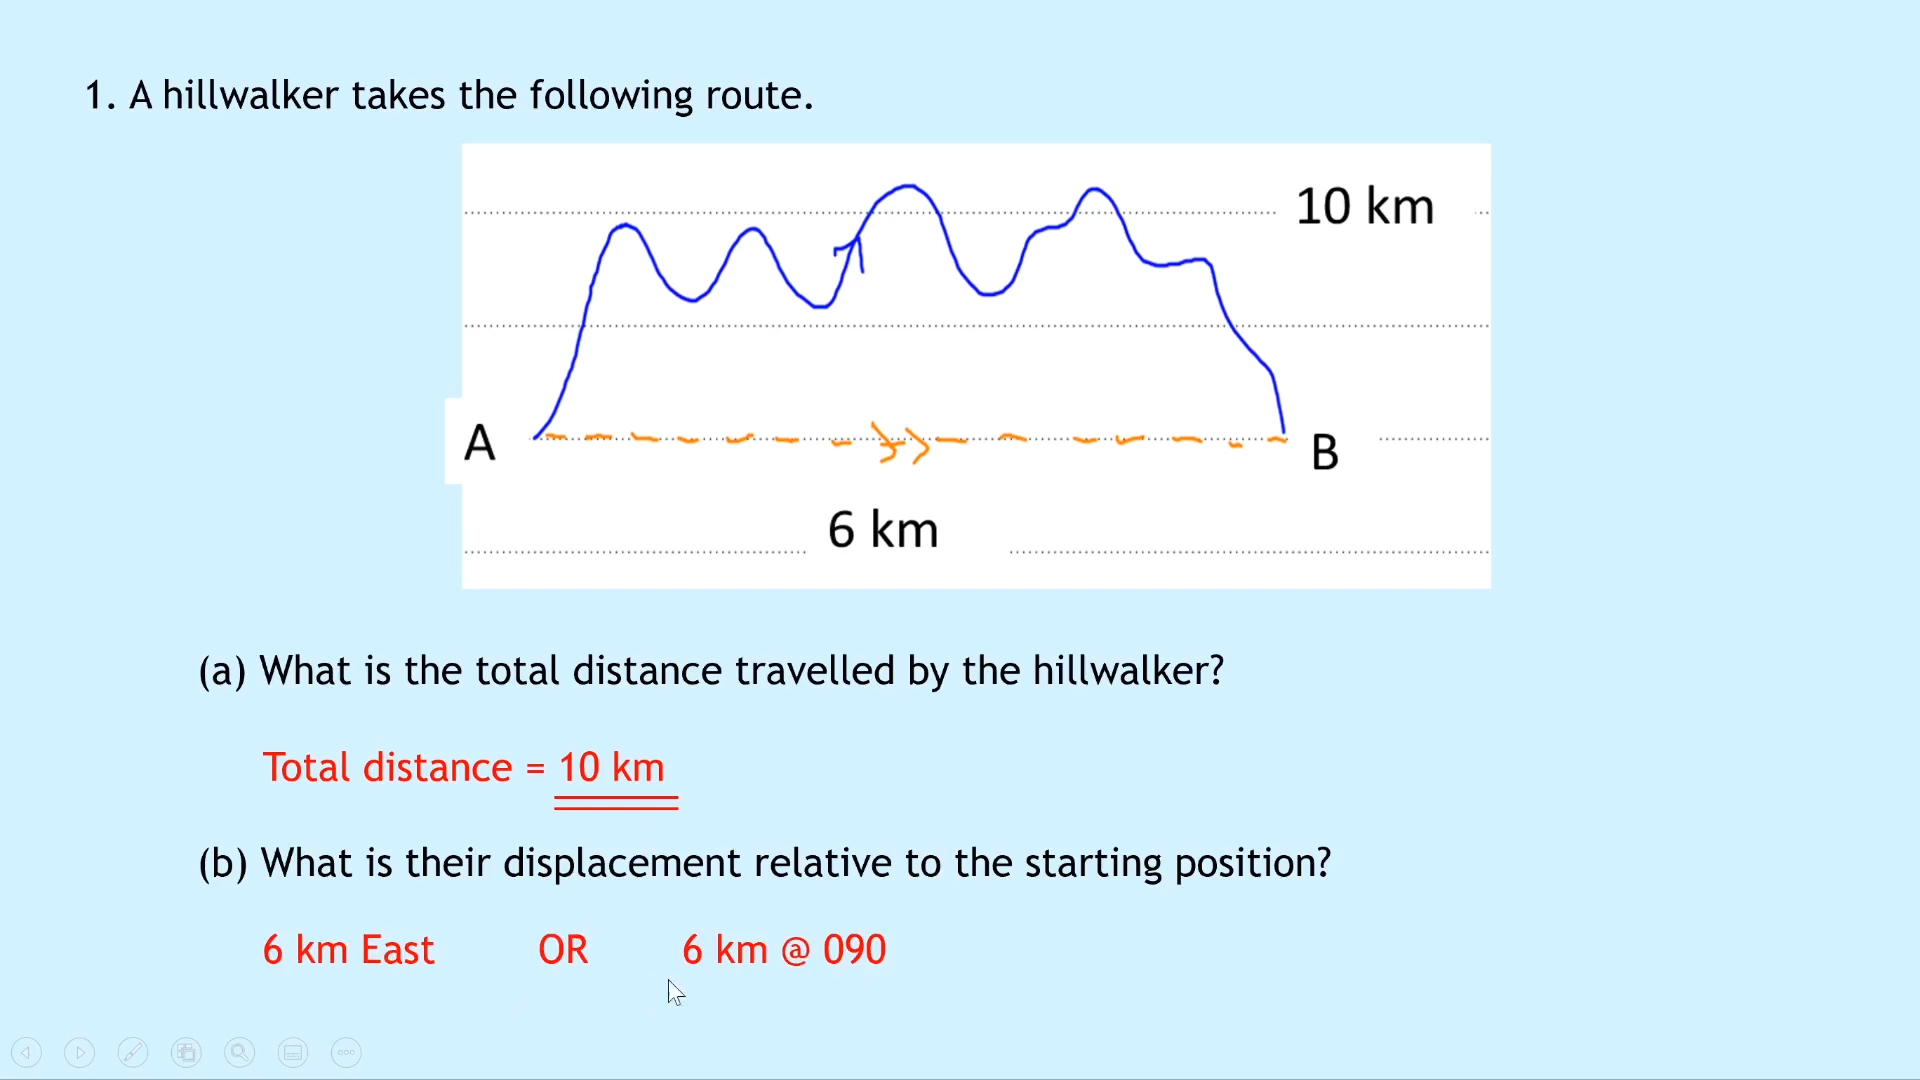 1. A hillwalker takes the following route.
10 km
A
B
6 km
(a) What is the total distance travelled by the hillwalker?
Total distance = 10 km
(b) What is their displacement relative to the starting position?
6 km East OR 6 km @ 090